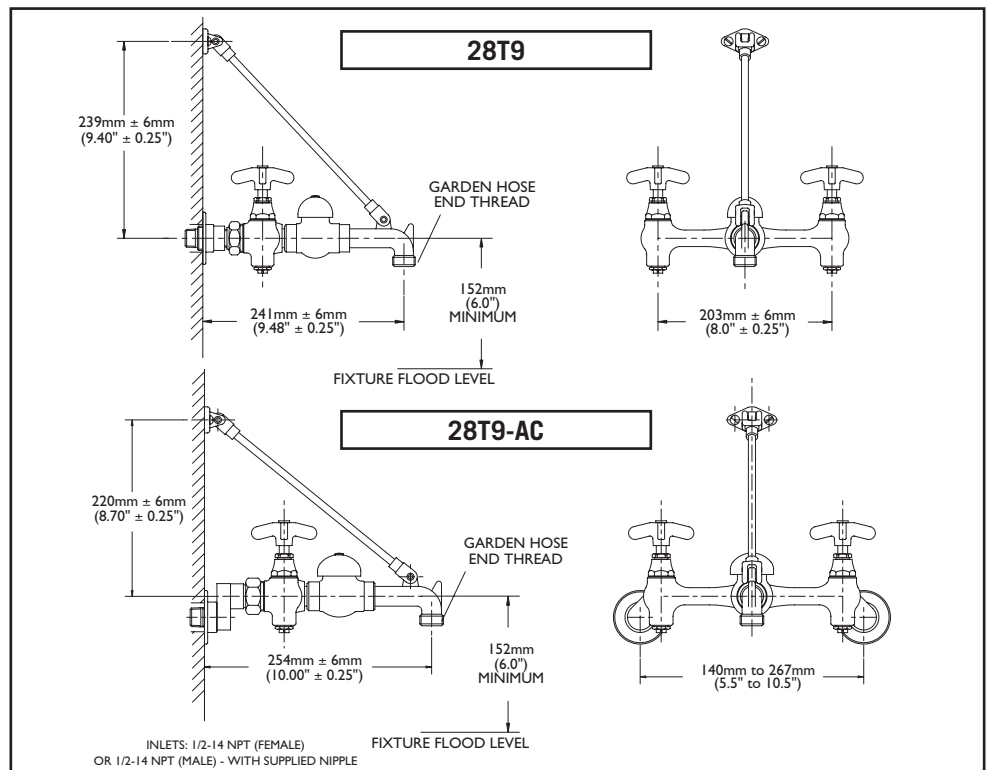 28T9
239mm ± 6mm
(9.40" ± 0.25")
GARDEN HOSE
END THREAD
241mm ± 6mm
(9.48" ± 0.25")
152mm
(6.0")
MINIMUM
203mm ± 6mm
(8.0" ± 0.25")
FIXTURE FLOOD LEVEL
28T9-AC
220mm ± 6mm
(8.70" ± 0.25")
GARDEN HOSE
END THREAD
254mm ± 6mm
(10.00" ± 0.25")
152mm
(6.0")
MINIMUM
140mm to 267mm
(5.5" to 10.5")
INLETS: 1/2-14 NPT (FEMALE)
OR 1/2-14 NPT (MALE) - WITH SUPPLIED NIPPLE
FIXTURE FLOOD LEVEL